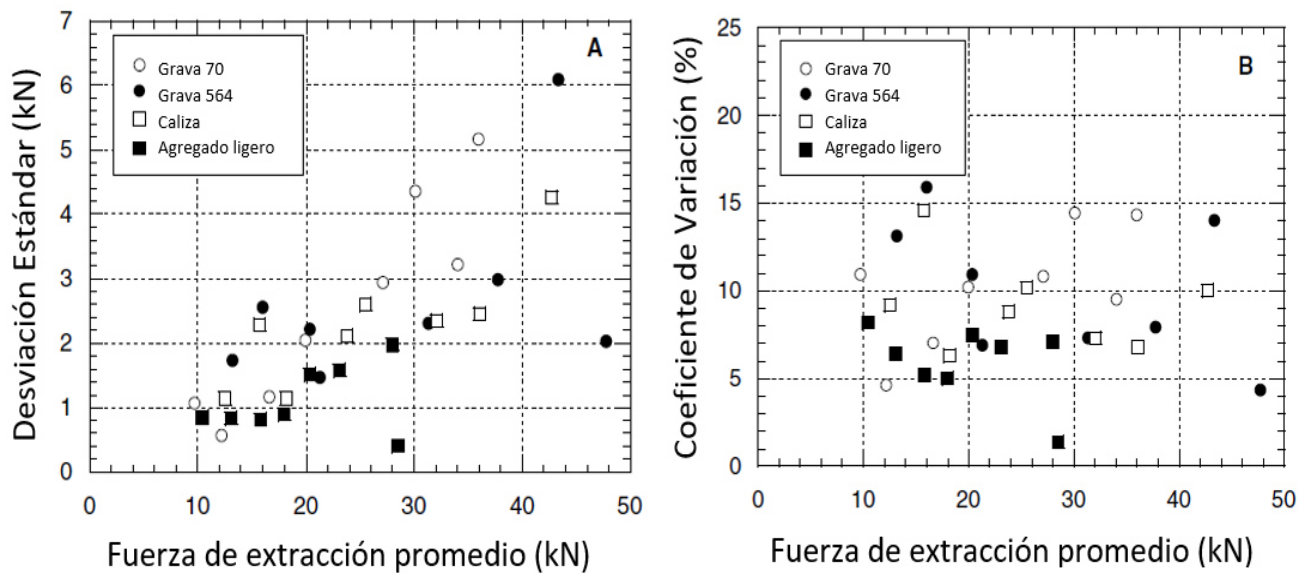 A
Grava 70
Grava 564
Caliza
Agregado ligero
Desviación Estándar (kN)
7
6
5
4
3
2
1
0
0 10 20 30 40 50
Fuerza de extracción promedio (kN)
B
Grava 70
Grava 564
Caliza
Agregado ligero
Coeficiente de Variación (%)
25
20
15
10
5
0
0 10 20 30 40 50
Fuerza de extracción promedio (kN)